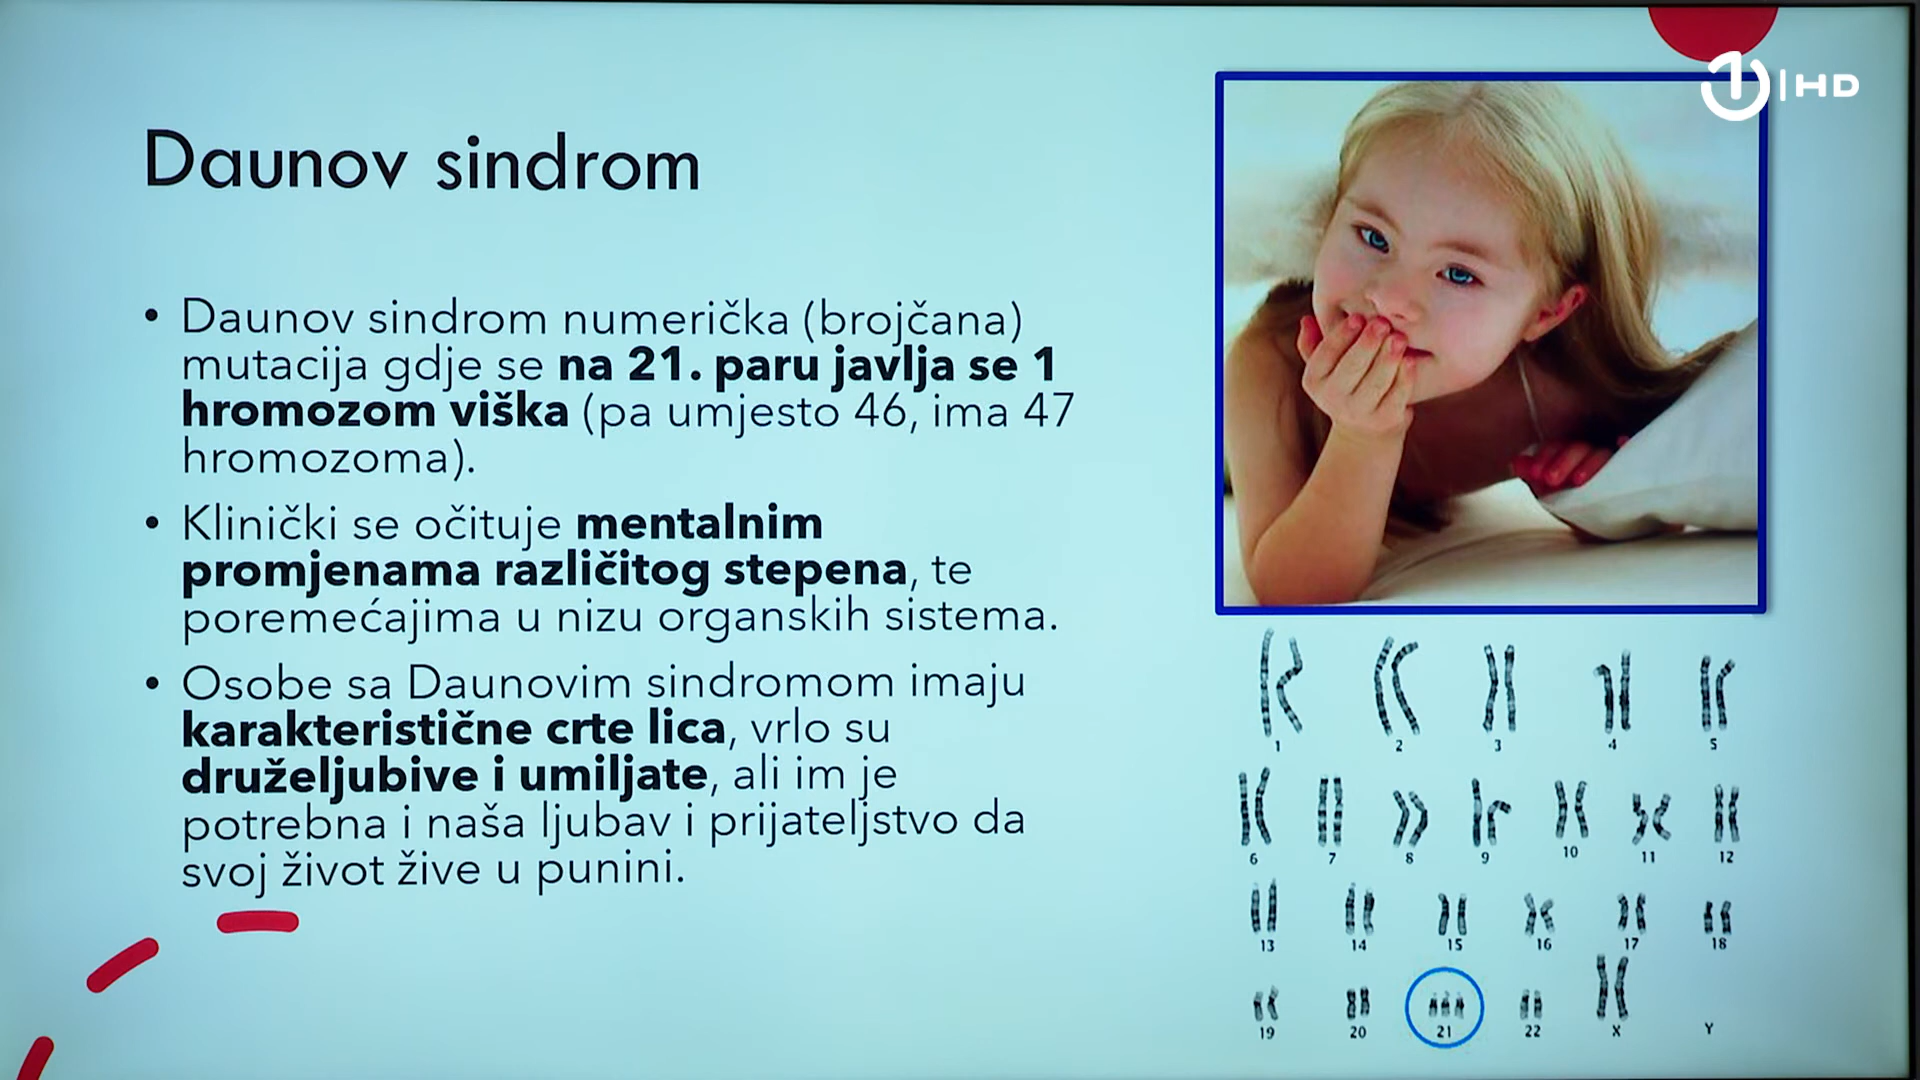 1 HD
Daunov sindrom
• Daunov sindrom numerička (brojčana)
mutacija gdje se na 21. paru javlja se 1
hromozom viška (pa umjesto 46, ima 47
hromozoma).
• Klinički se očituje mentalnim
promjenama različitog stepena, te
poremećajima u nizu organskih sistema.
• Osobe sa Daunovim sindromom imaju
karakteristične crte lica, vrlo su
druželjubive i umiljate, ali im je
potrebna i naša ljubav i prijateljstvo da
svoj život žive u punini.
1 2 3 4 5
6 7 8 9 10 11 12
13 14 15 16 17 18
19 20 21 22 X Y